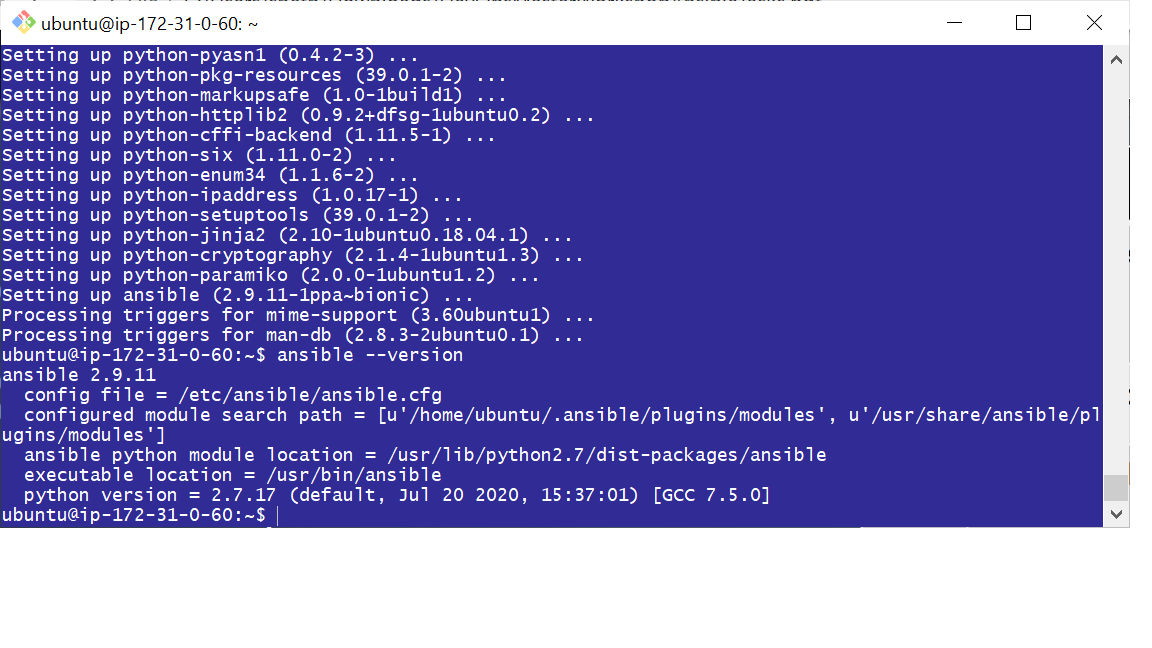 ubuntu@ip-172-31-0-60: ~
Setting up python-pyasn1 (0.4.2-3) ...
Setting up python-pkg-resources (39.0.1-2) ...
Setting up python-markupsafe (1.0-1build1) ...
Setting up python-httplib2 (0.9.2+dfsg-1ubuntu0.2) ...
Setting up python-cffi-backend (1.11.5-1) ...
Setting up python-six (1.11.0-2) ...
Setting up python-enum34 (1.1.6-2) ...
Setting up python-ipaddress (1.0.17-1) ...
Setting up python-setuptools (39.0.1-2) ...
Setting up python-jinja2 (2.10-1ubuntu0.18.04.1) ...
Setting up python-cryptography (2.1.4-1ubuntu1.3) ...
Setting up python-paramiko (2.0.0-1ubuntu1.2) ...
Setting up ansible (2.9.11-1ppa~bionic) ...
Processing triggers for mime-support (3.60ubuntu1) ...
Processing triggers for man-db (2.8.3-2ubuntu0.1) ...
ubuntu@ip-172-31-0-60:~$ ansible --version
ansible 2.9.11
  config file = /etc/ansible/ansible.cfg
  configured module search path = [u'/home/ubuntu/.ansible/plugins/modules', u'/usr/share/ansible/pl
ugins/modules']
  ansible python module location = /usr/lib/python2.7/dist-packages/ansible
  executable location = /usr/bin/ansible
  python version = 2.7.17 (default, Jul 20 2020, 15:37:01) [GCC 7.5.0]
ubuntu@ip-172-31-0-60:~$